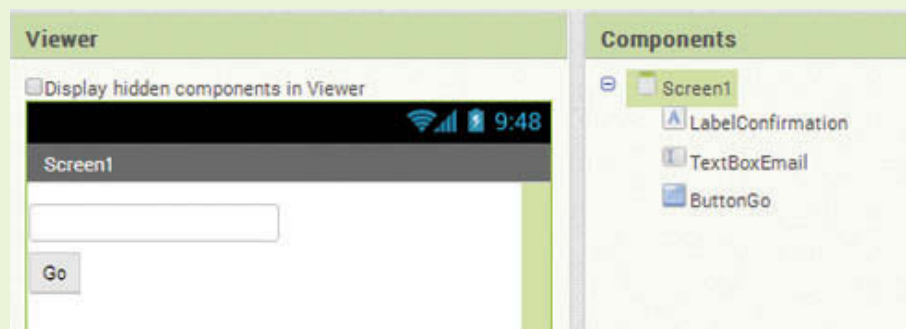 Viewer
Components
Display hidden components in Viewer
Screen1
9:48
LabelConfirmation
Screen1
TextBoxEmail
ButtonGo
Go